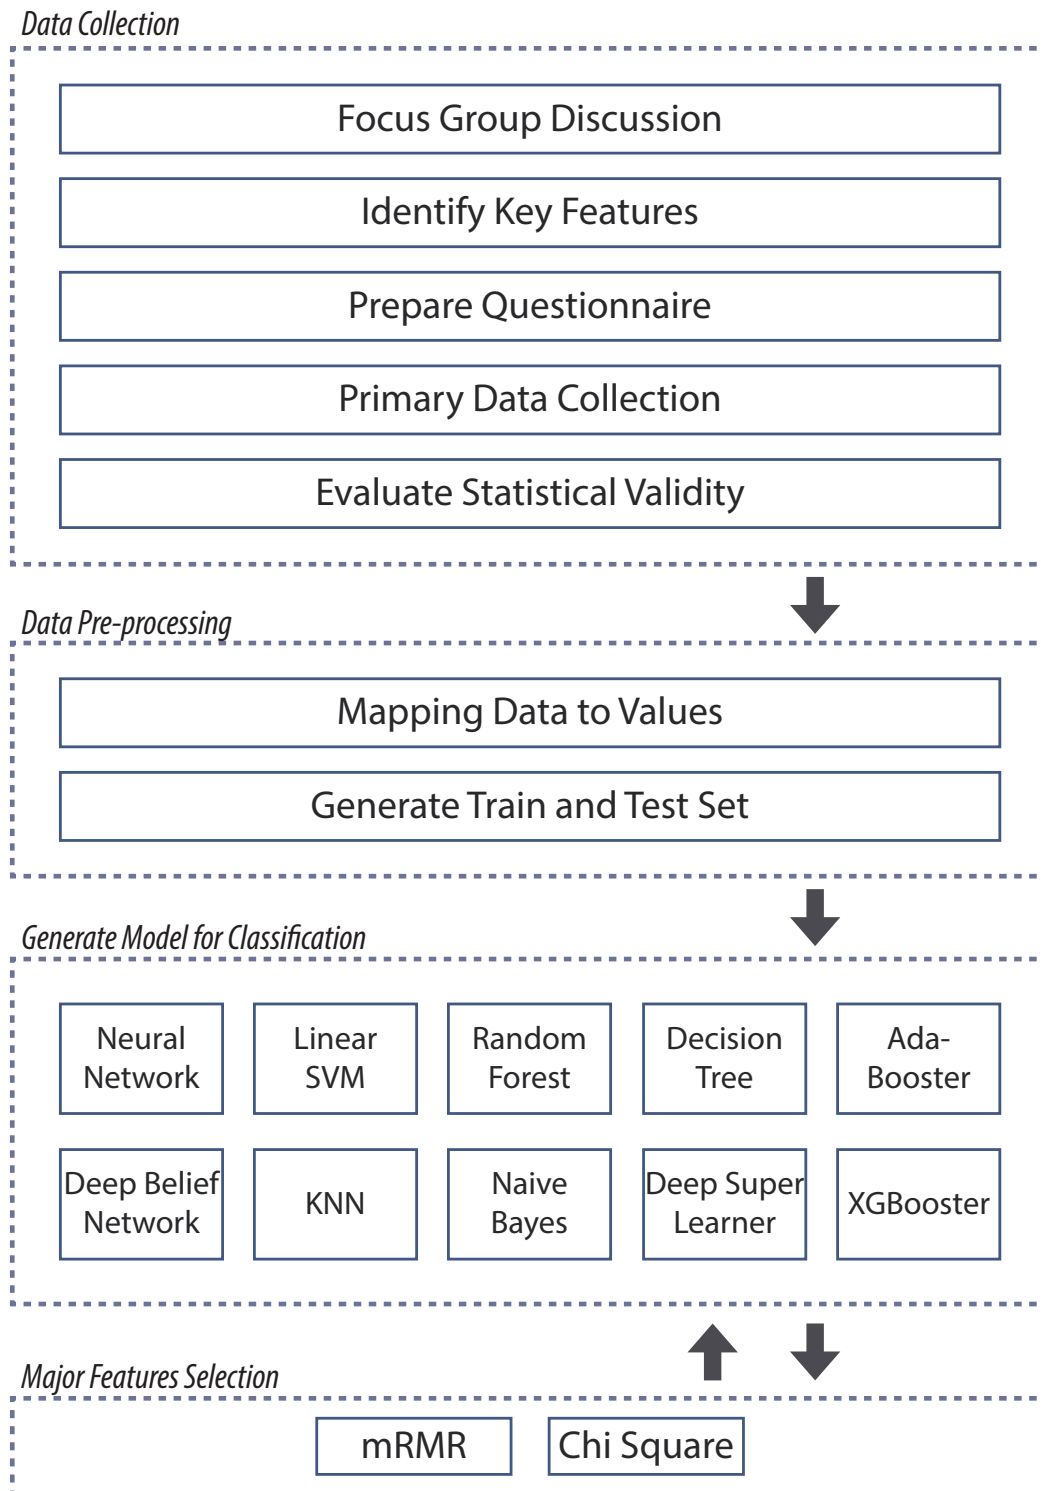 Data Collection
Focus Group Discussion
Identify Key Features
Prepare Questionnaire
Primary Data Collection
Evaluate Statistical Validity
Data Pre-processing
Mapping Data to Values
Generate Train and Test Set
Generate Model for Classification
Neural
Network
Linear
SVM
Random
Forest
Decision
Tree
Ada-
Booster
Deep Belief
Network
KNN
Naive
Bayes
Deep Super
Learner
XGBooster
Major Features Selection
mRMR
Chi Square